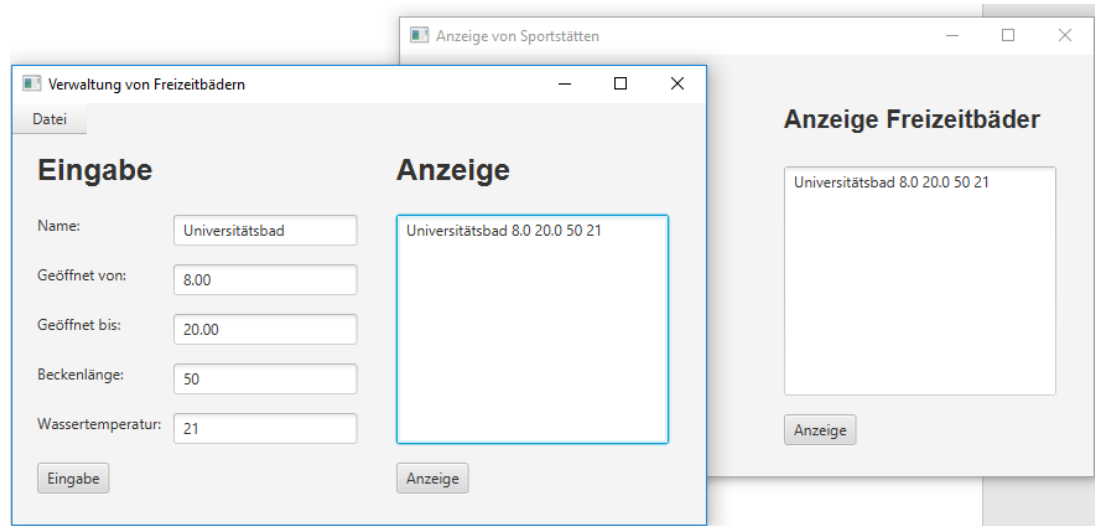 Anzeige von Sportstätten
Verwaltung von Freizeitbädern
Datei
Eingabe
Name:
Universitätsbad
Geöffnet von:
8.00
Geöffnet bis:
20.00
Beckenlänge:
50
Wassertemperatur:
21
Eingabe
Anzeige
Universitätsbad 8.0 20.0 50 21
Anzeige
Anzeige Freizeitbäder
Universitätsbad 8.0 20.0 50 21
Anzeige